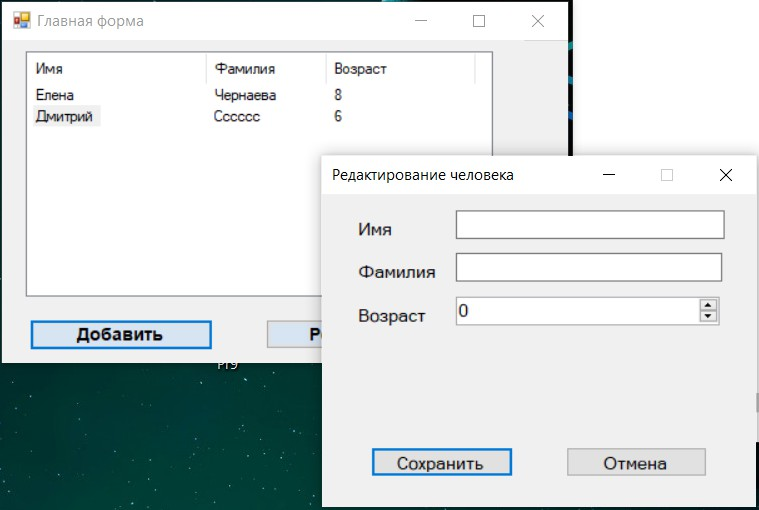 Главная форма
Имя Фамилия Возраст
Елена Чернаева 8
Дмитрий Сссссс 6
Добавить
Редактирование человека
Имя
Фамилия
Возраст 0
Сохранить Отмена